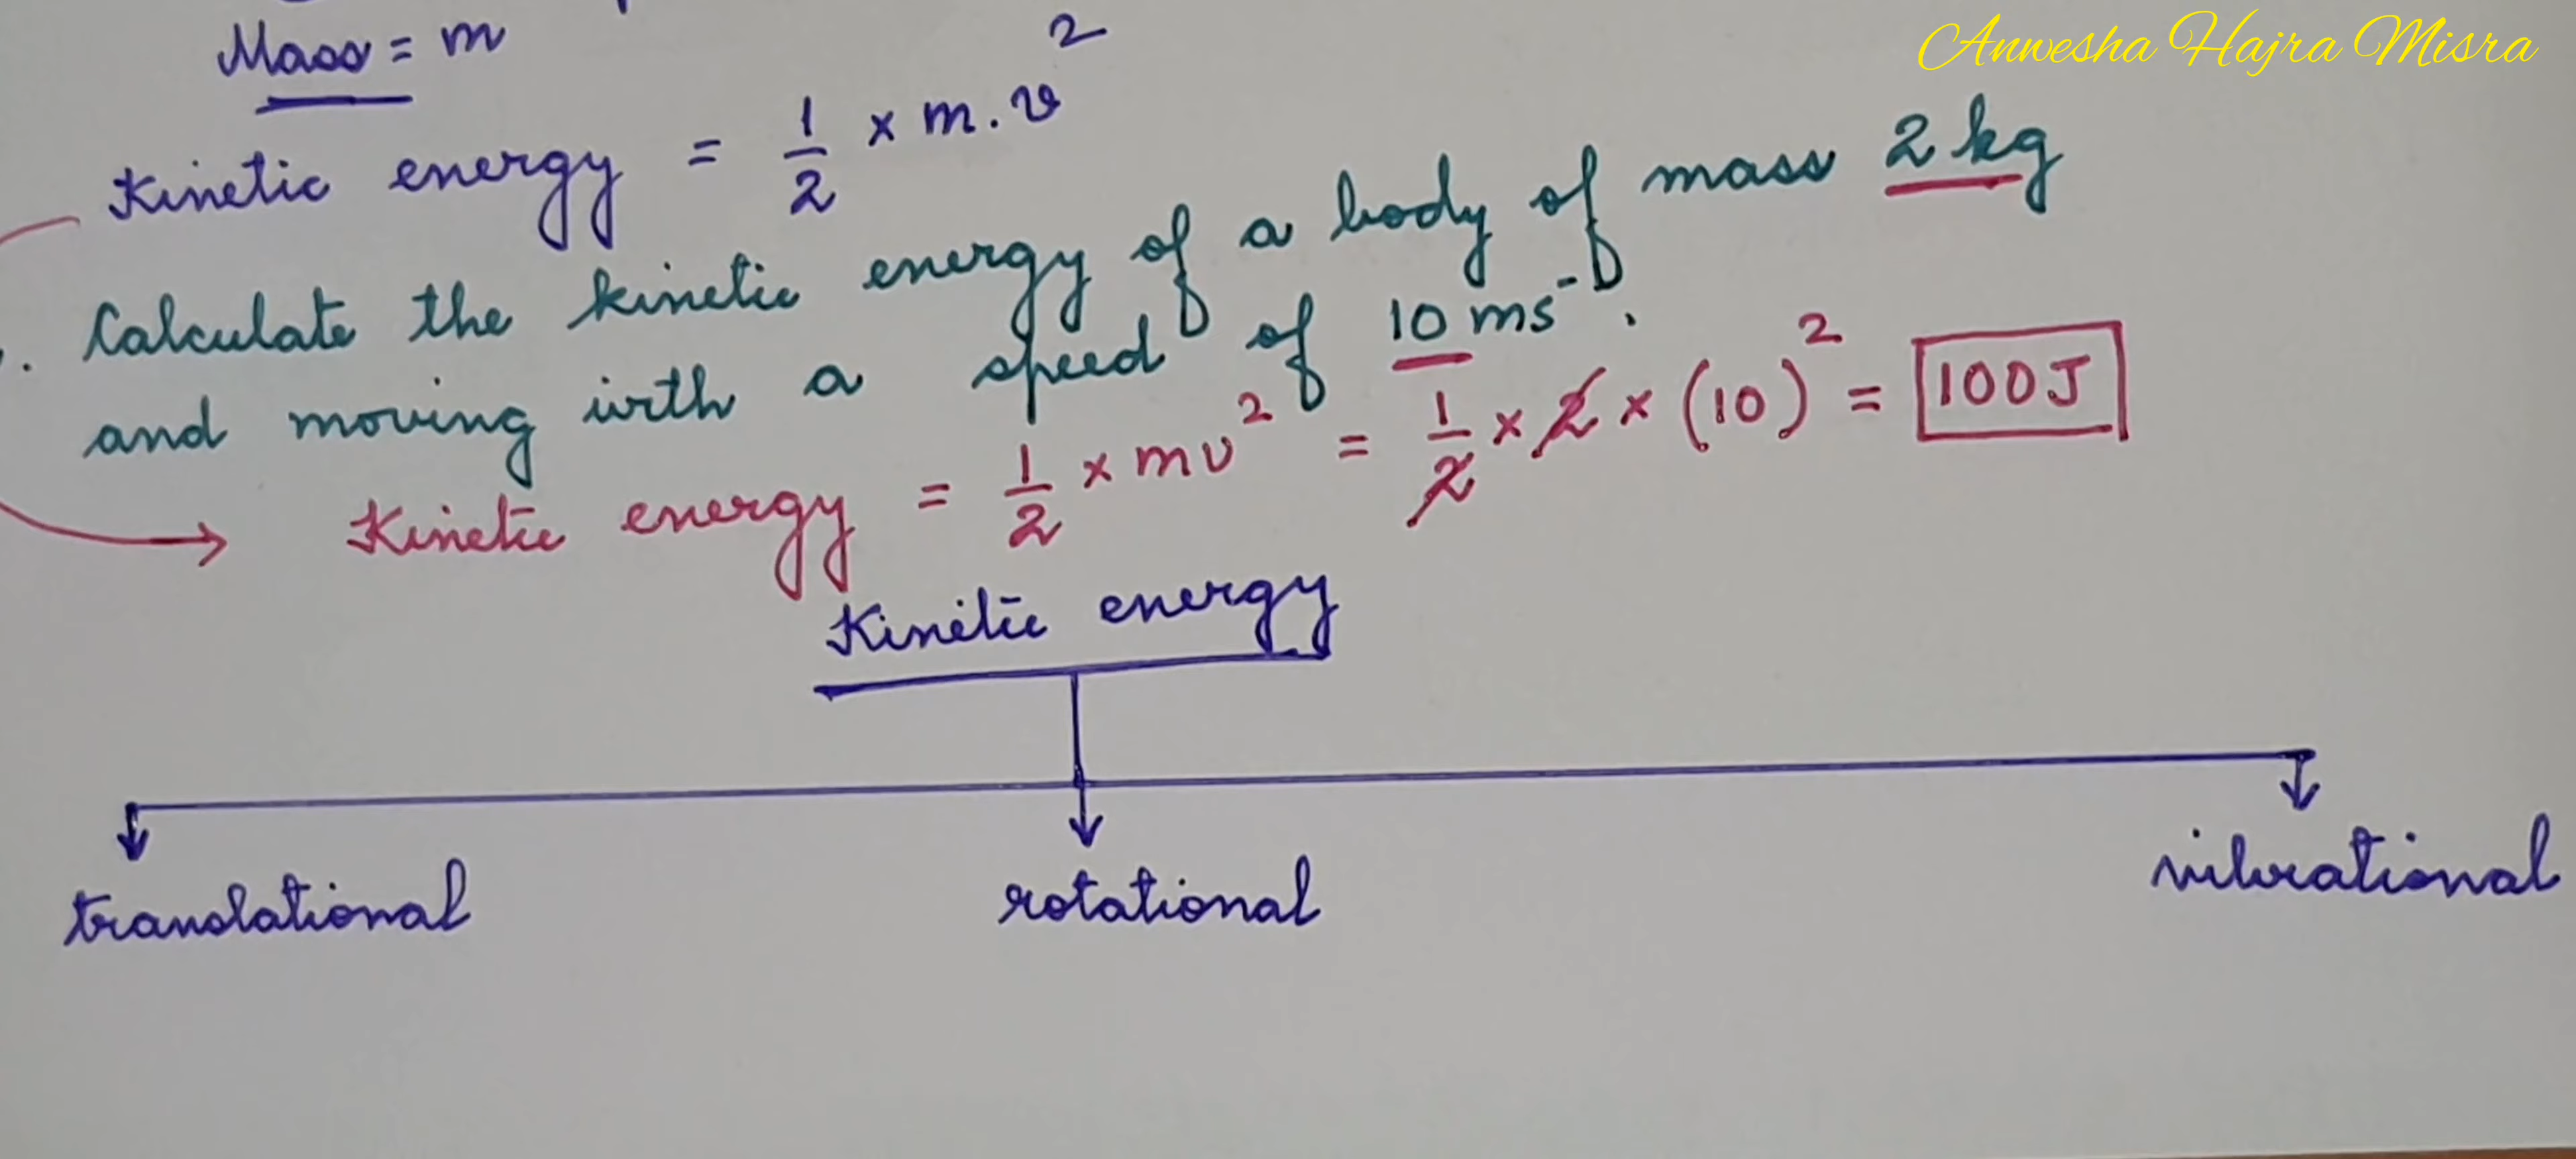 Anwesha Hajra Misra
Mass = m
Kinetic energy = 1/2 × m.v²
. Calculate the kinetic energy of a body of mass 2 kg
and moving with a speed of 10 ms⁻¹.
→ Kinetic energy = 1/2 × mv² = 1/2 × 2 × (10)² = 100J
Kinetic energy
translational rotational vibrational